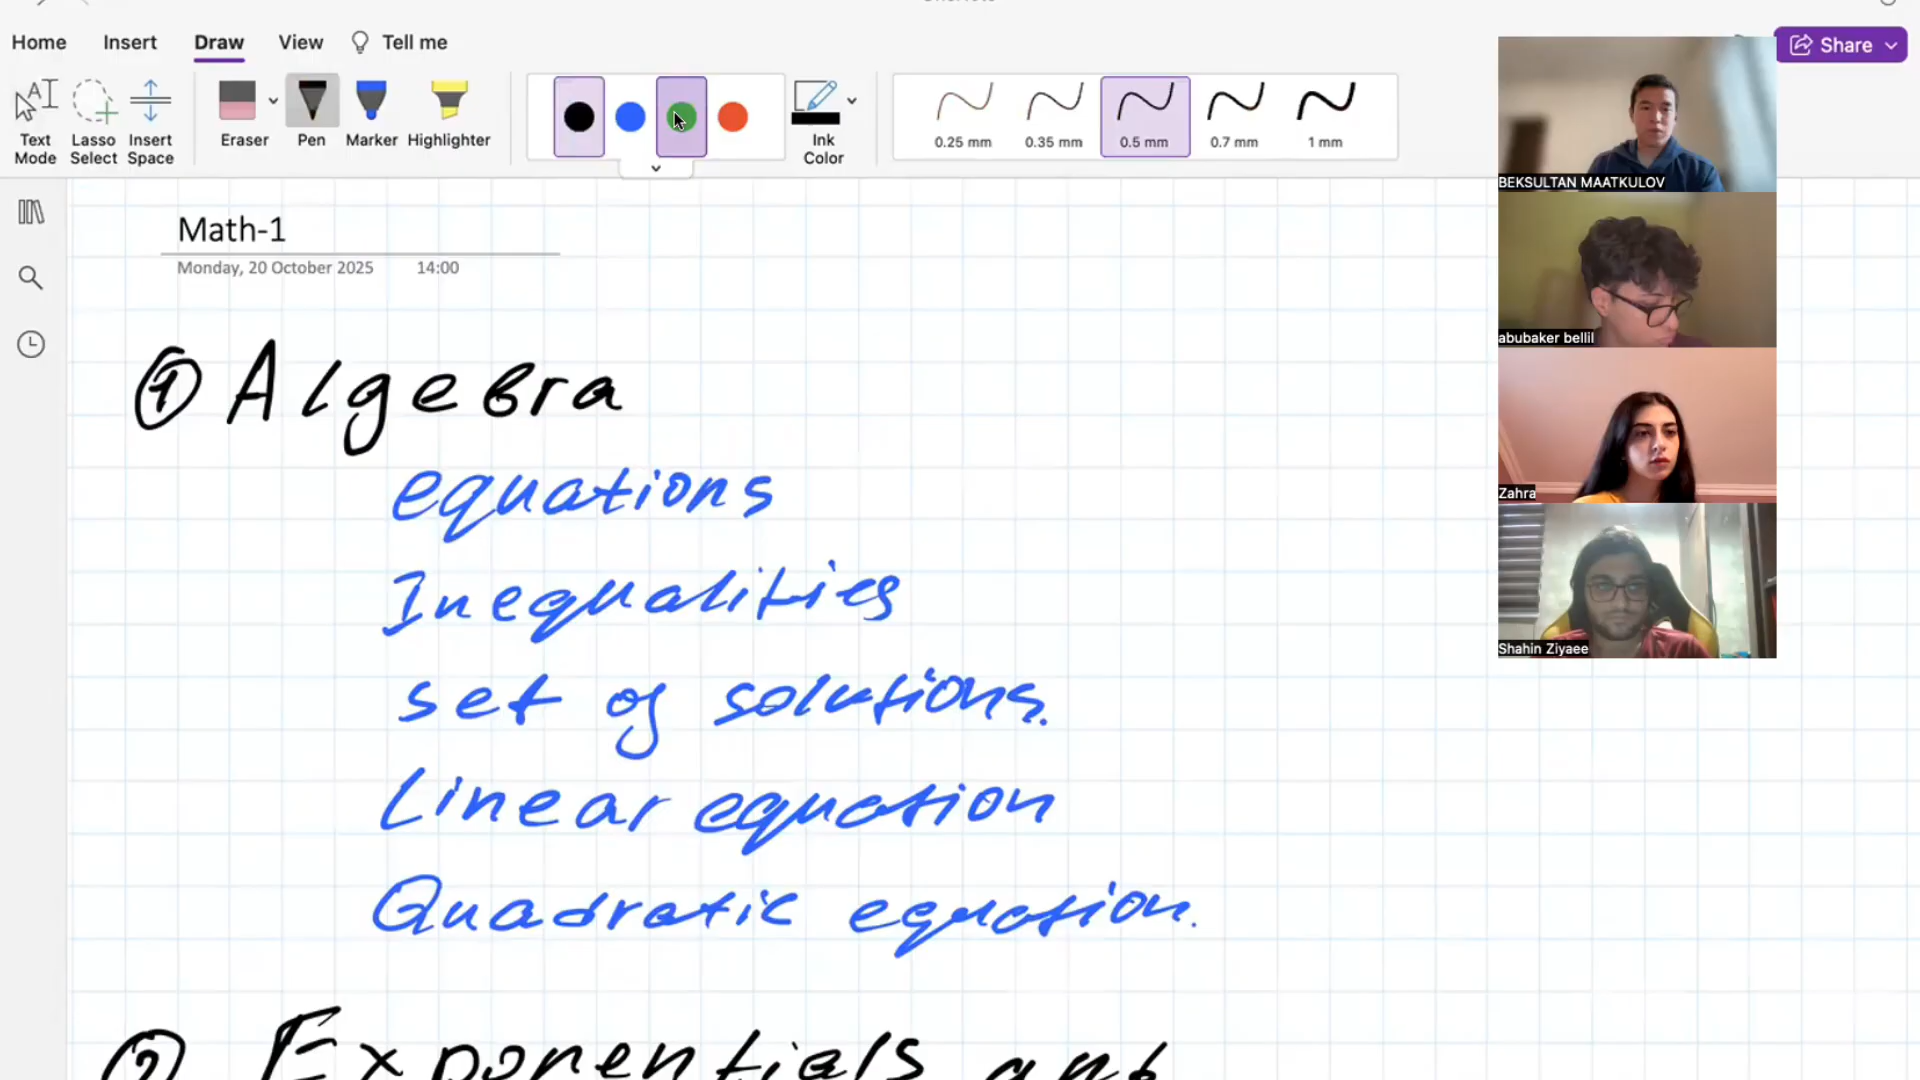 Home Insert Draw View Tell me
Share
Text Mode
Lasso Select
Insert Space
Eraser
Pen
Marker
Highlighter
Ink Color
0.25 mm 0.35 mm 0.5 mm 0.7 mm 1 mm
BEKSULTAN MAATKULOV
abubaker bellil
Zahra
Shahin Ziyaee
Math-1
Monday, 20 October 2025 14:00
① Algebra
equations
Inequalities
set of solutions.
Linear equation
Quadratic equation.
② Exponentials and